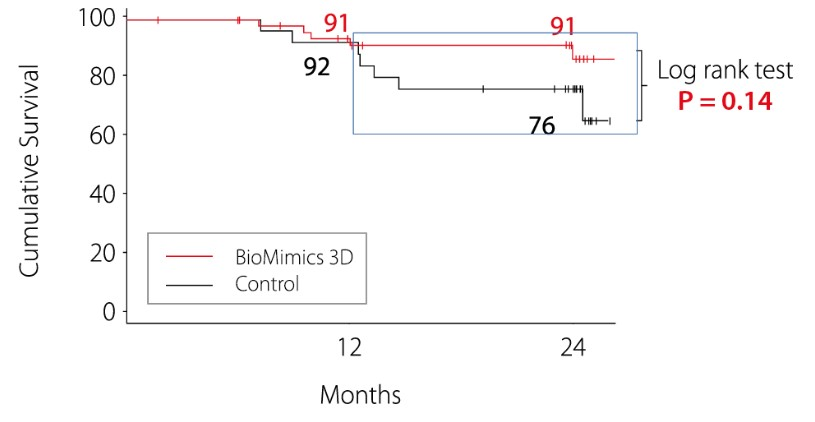 100
80
60
40
20
0
Cumulative Survival
91
92
91
76
Log rank test
P = 0.14
BioMimics 3D
Control
12
24
Months